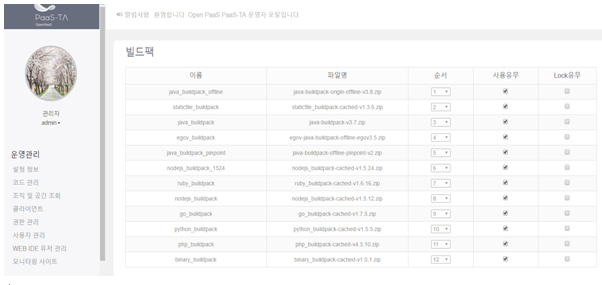 PaaS-TA
알림사항 환영합니다. Open PaaS PaaS-TA 운영자 포탈입니다.
관리자
admin
운영관리
설정 정보
코드 관리
조직 및 공간 조회
클라이언트
권한 관리
사용자 관리
WEB IDE 유저 관리
모니터링 사이트
빌드팩
이름 파일명 순서 사용유무 Lock유무
java_buildpack_offline java-buildpack-origin-offline-v3.8.zip 1
staticfile_buildpack staticfile_buildpack-cached-v1.3.6.zip 2
java_buildpack java-buildpack-v3.7.zip 3
egov_buildpack egov-java-buildpack-offline-egov3.5.zip 4
java_buildpack_pinpoint java-buildpack-offline-pinpoint-v2.zip 5
nodejs_buildpack_1524 nodejs_buildpack-cached-v1.5.24.zip 6
ruby_buildpack ruby_buildpack-cached-v1.6.16.zip 7
nodejs_buildpack nodejs_buildpack-cached-v1.5.12.zip 8
go_buildpack go_buildpack-cached-v1.7.5.zip 9
python_buildpack python_buildpack-cached-v1.5.5.zip 10
php_buildpack php_buildpack-cached-v4.3.10.zip 11
binary_buildpack binary_buildpack-cached-v1.0.1.zip 12